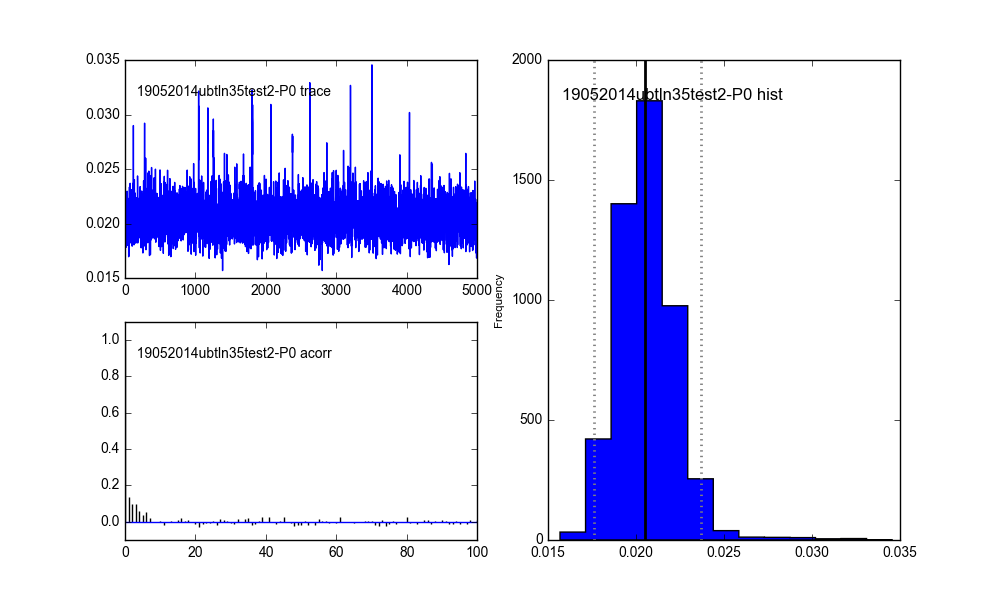 0.035
0.030
0.025
0.020
0.015
19052014ubtln35test2-P0 trace
0 1000 2000 3000 4000 5000
1.0
0.8
0.6
0.4
0.2
0.0
19052014ubtln35test2-P0 acorr
0 20 40 60 80 100
Frequency
2000
1500
1000
500
0
19052014ubtln35test2-P0 hist
0.015 0.020 0.025 0.030 0.035